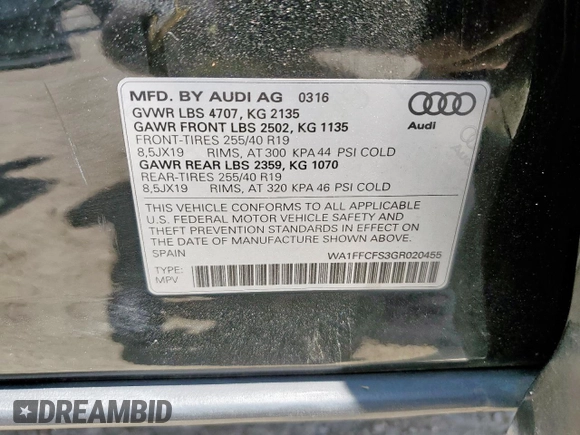 MFD. BY AUDI AG 0316
GVWR LBS 4707, KG 2135
GAWR FRONT LBS 2502, KG 1135
FRONT-TIRES 255/40 R19
8,5JX19 RIMS, AT 300 KPA 44 PSI COLD
GAWR REAR LBS 2359, KG 1070
REAR-TIRES 255/40 R19
8,5JX19 RIMS, AT 320 KPA 46 PSI COLD
Audi
THIS VEHICLE CONFORMS TO ALL APPLICABLE
U.S. FEDERAL MOTOR VEHICLE SAFETY AND
THEFT PREVENTION STANDARDS IN EFFECT ON
THE DATE OF MANUFACTURE SHOWN ABOVE.
SPAIN WA1FFCFS3GR020455
TYPE:
MPV
DREAMBID